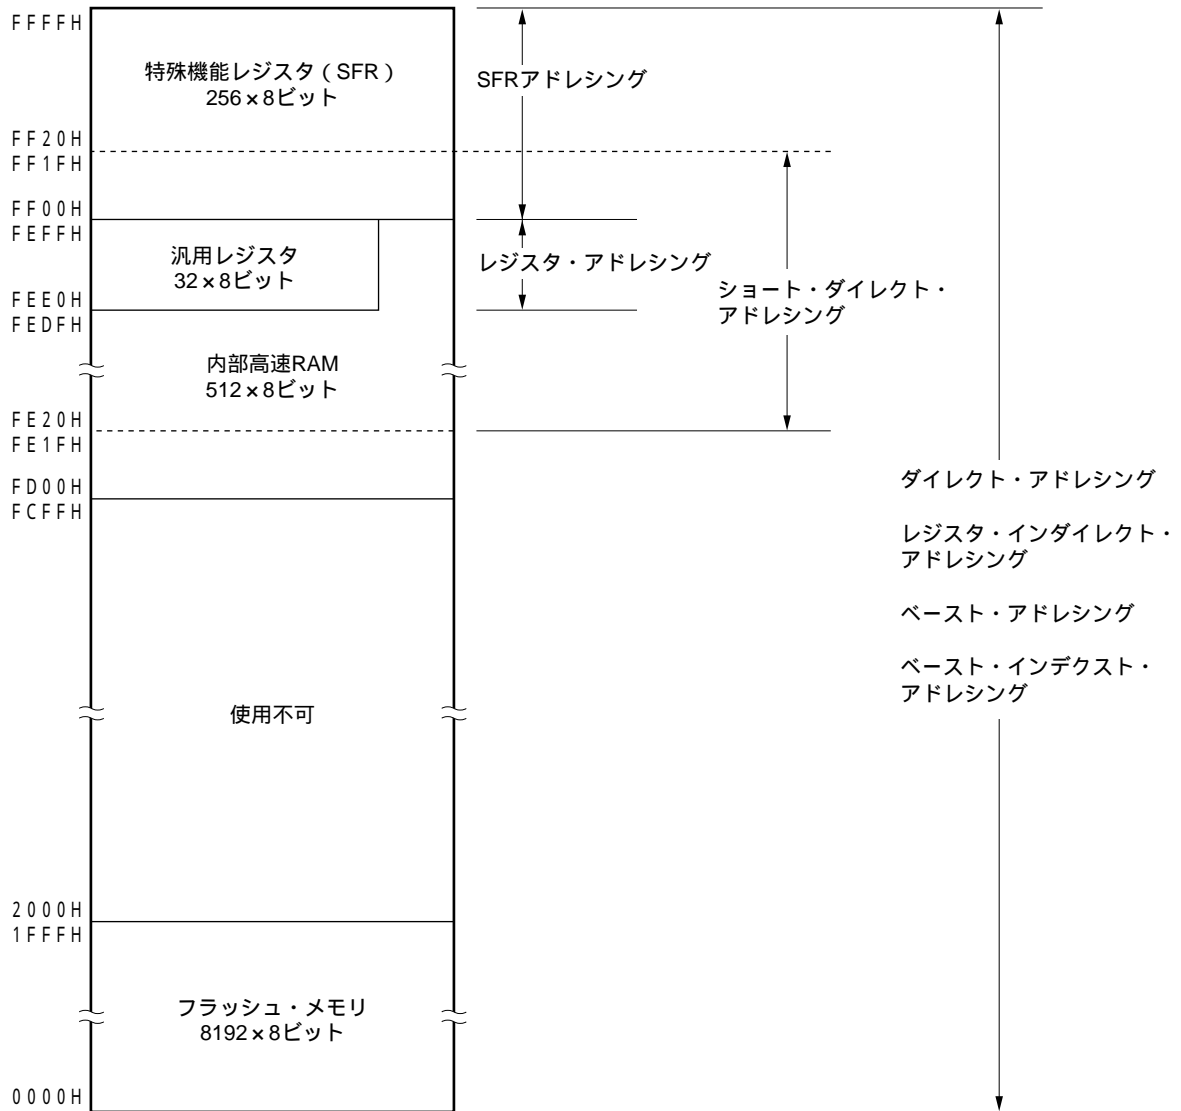 FFFFH
特殊機能レジスタ（SFR）
256×8ビット
SFRアドレシング
FF20H
FF1FH
FF00H
FEFFH
汎用レジスタ
32×8ビット
レジスタ・アドレシング
ショート・ダイレクト・
アドレシング
FEE0H
FEDFH
内部高速RAM
512×8ビット
FE20H
FE1FH
FD00H
FCFFH
ダイレクト・アドレシング
レジスタ・インダイレクト・
アドレシング
ベースト・アドレシング
ベースト・インデクスト・
アドレシング
使用不可
2000H
1FFFH
フラッシュ・メモリ
8192×8ビット
0000H